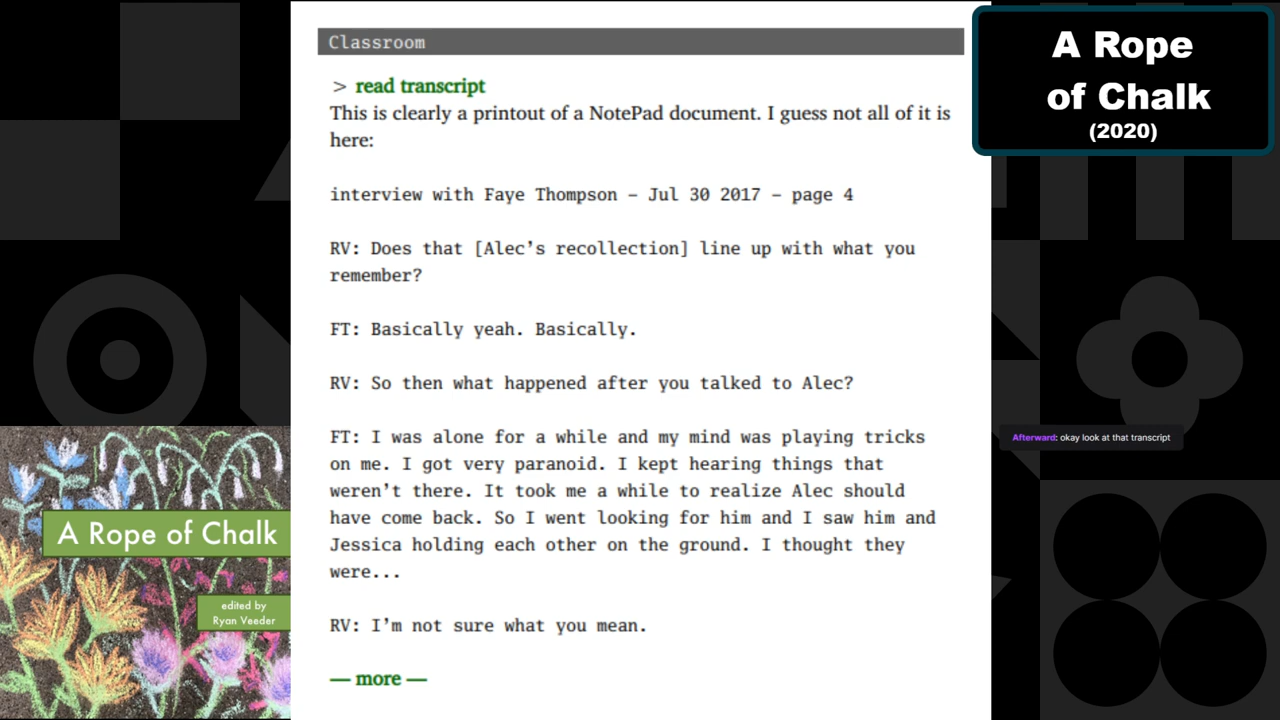 Classroom
> read transcript
This is clearly a printout of a NotePad document. I guess not all of it is
here:
interview with Faye Thompson – Jul 30 2017 – page 4
RV: Does that [Alec’s recollection] line up with what you
remember?
FT: Basically yeah. Basically.
RV: So then what happened after you talked to Alec?
FT: I was alone for a while and my mind was playing tricks
on me. I got very paranoid. I kept hearing things that
weren’t there. It took me a while to realize Alec should
have come back. So I went looking for him and I saw him and
Jessica holding each other on the ground. I thought they
were...
RV: I’m not sure what you mean.
— more —
A Rope
of Chalk
(2020)
Afterward: okay look at that transcript
A Rope of Chalk
edited by
Ryan Veeder